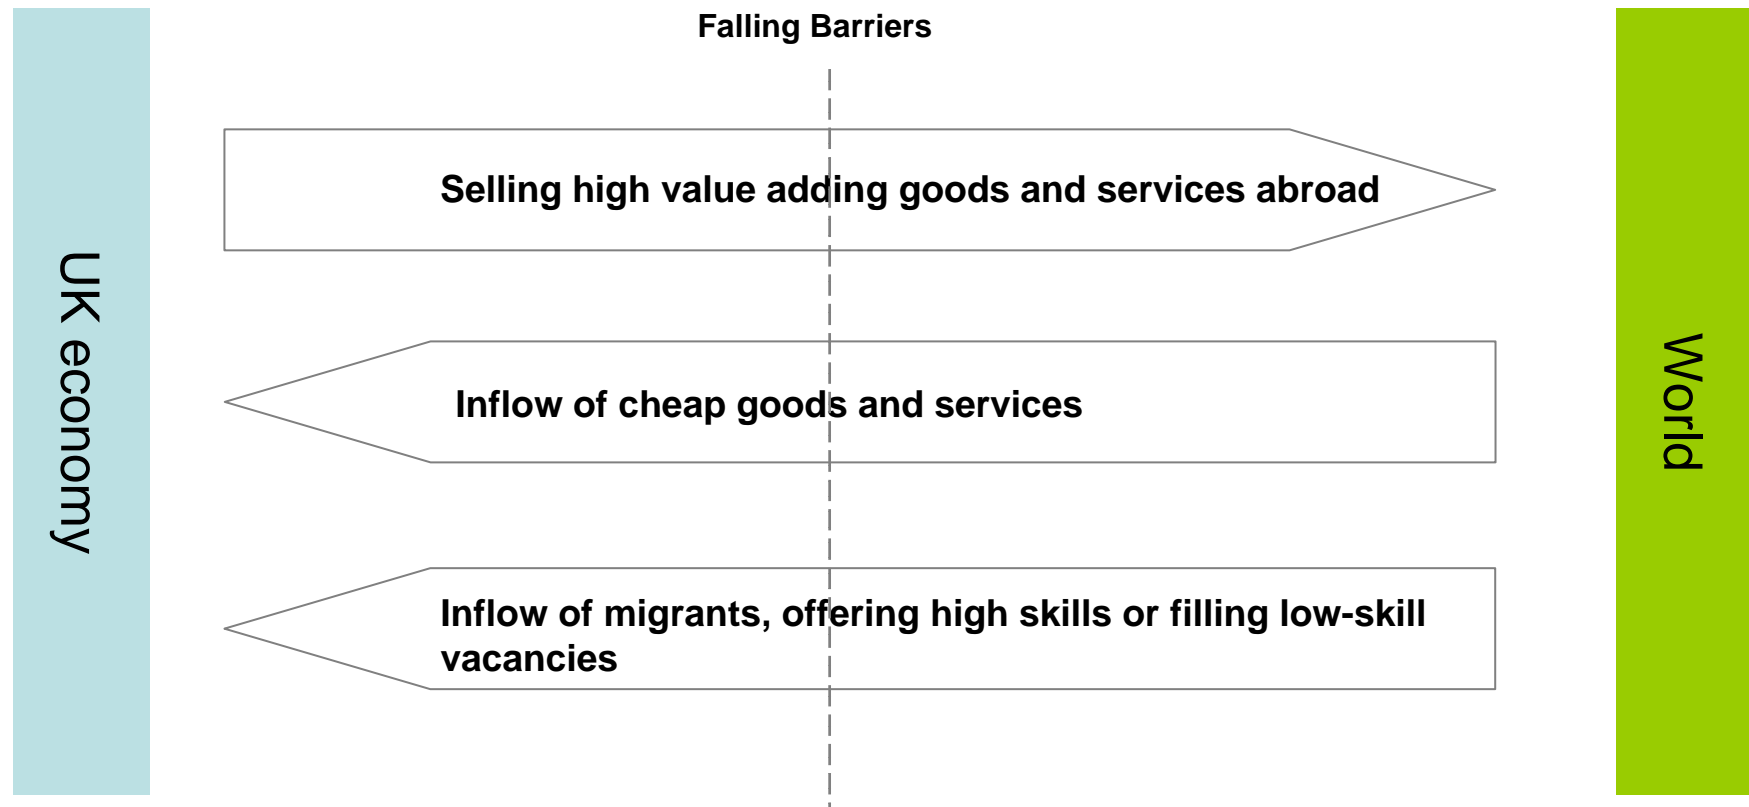 Falling Barriers
UK economy
Selling high value adding goods and services abroad
Inflow of cheap goods and services
Inflow of migrants, offering high skills or filling low-skill
vacancies
World